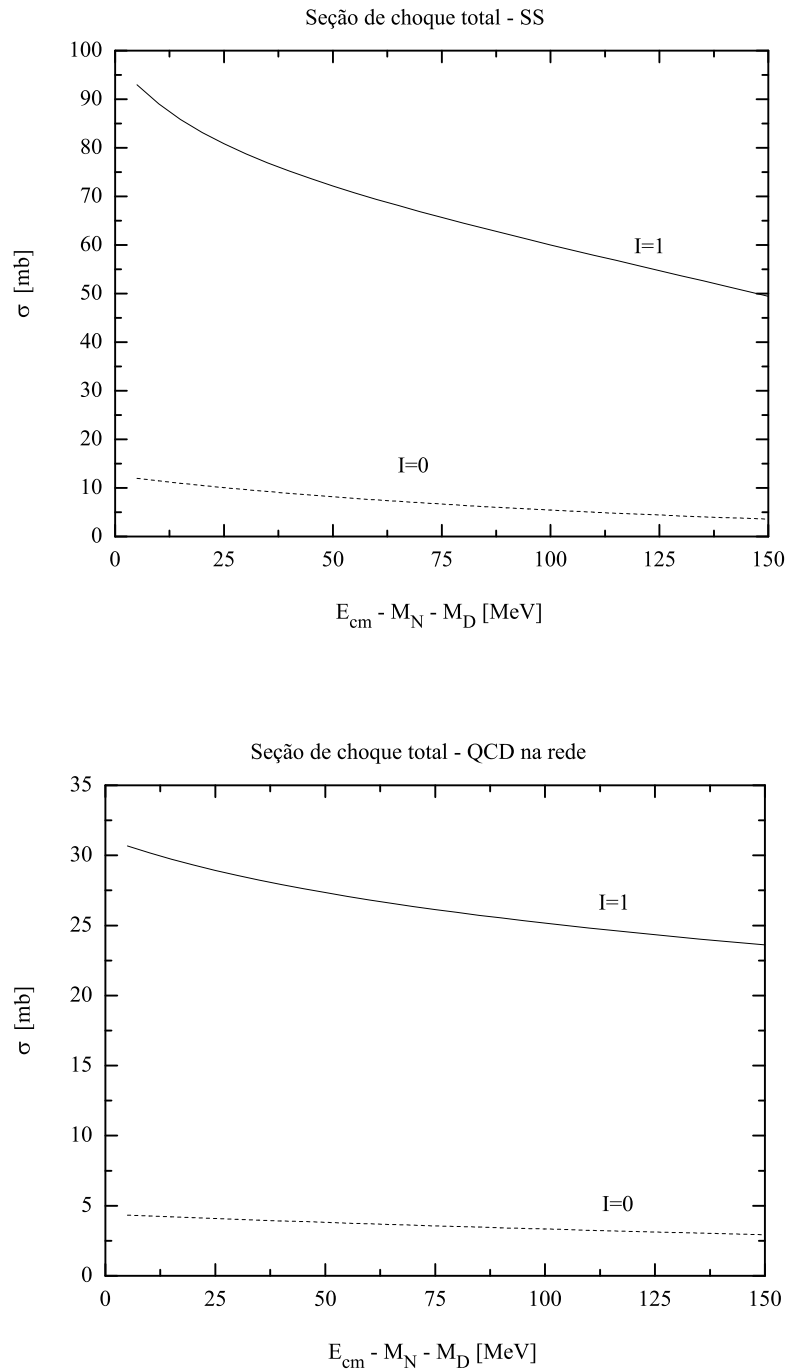 Seção de choque total - SS
100
90
80
70
60
50
40
30
20
10
0
σ [mb]
I=1
I=0
0 25 50 75 100 125 150
E_cm - M_N - M_D [MeV]
Seção de choque total - QCD na rede
35
30
25
20
15
10
5
0
σ [mb]
I=1
I=0
0 25 50 75 100 125 150
E_cm - M_N - M_D [MeV]